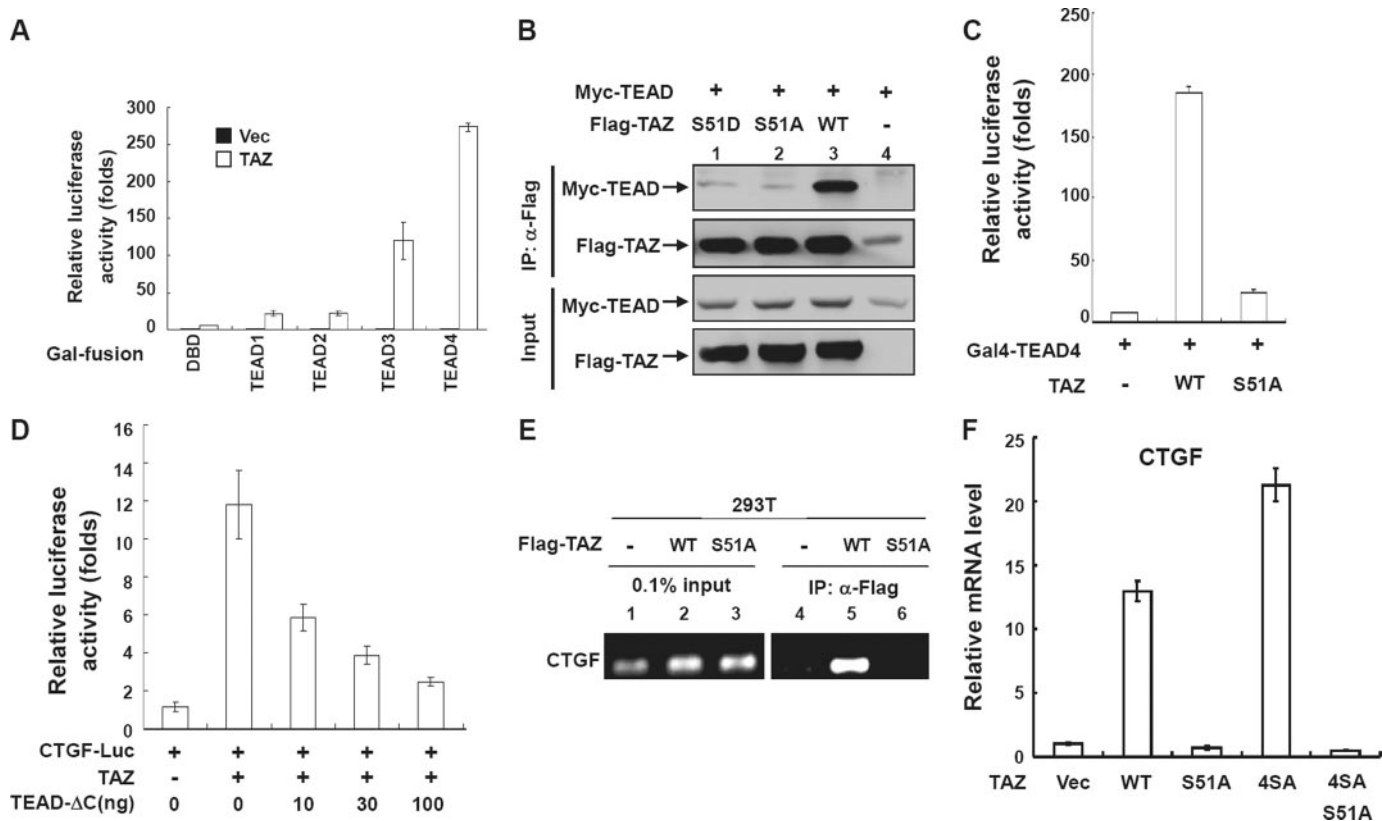 A
Relative luciferase
activity (folds)
300
250
200
150
100
50
0
Vec
TAZ
Gal-fusion
DBD
TEAD1
TEAD2
TEAD3
TEAD4
B
Myc-TEAD + + + +
Flag-TAZ S51D S51A WT -
1 2 3 4
IP: α-Flag
Myc-TEAD
Flag-TAZ
Input
Myc-TEAD
Flag-TAZ
C
Relative luciferase
activity (folds)
250
200
150
100
50
0
Gal4-TEAD4 + + +
TAZ - WT S51A
D
Relative luciferase
activity (folds)
16
14
12
10
8
6
4
2
0
CTGF-Luc + + + + +
TAZ - + + + +
TEAD-ΔC(ng) 0 0 10 30 100
E
293T
Flag-TAZ - WT S51A - WT S51A
0.1% input IP: α-Flag
1 2 3 4 5 6
CTGF
F
CTGF
Relative mRNA level
25
20
15
10
5
0
TAZ Vec WT S51A 4SA 4SA
S51A